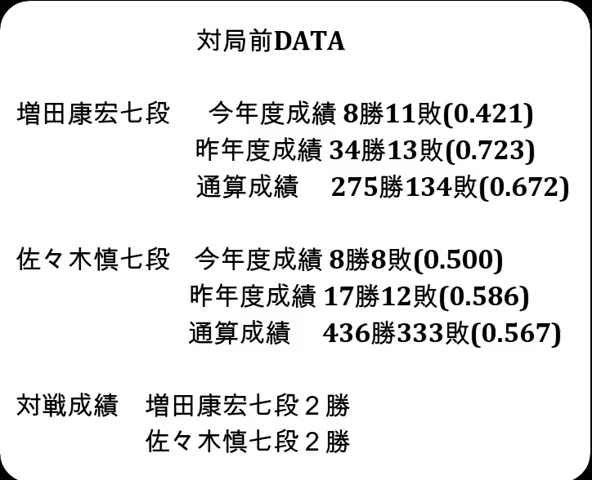 対局前DATA
増田康宏七段 今年度成績 8勝11敗(0.421)
昨年度成績 34勝13敗(0.723)
通算成績 275勝134敗(0.672)
佐々木慎七段 今年度成績 8勝8敗(0.500)
昨年度成績 17勝12敗(0.586)
通算成績 436勝333敗(0.567)
対戦成績 増田康宏七段２勝
佐々木慎七段２勝